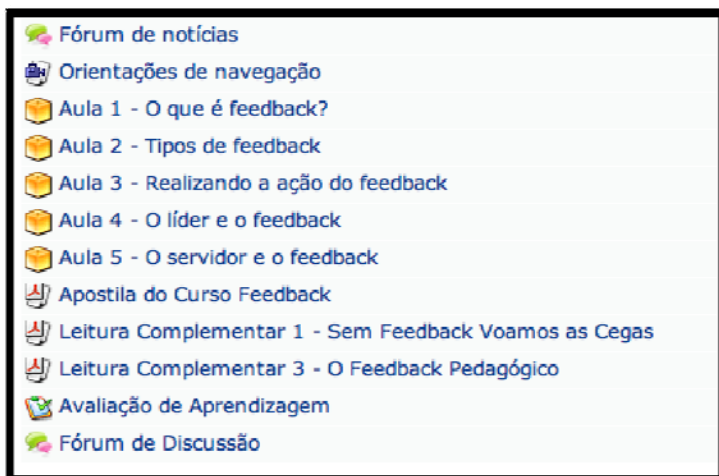 Fórum de notícias
Orientações de navegação
Aula 1 - O que é feedback?
Aula 2 - Tipos de feedback
Aula 3 - Realizando a ação do feedback
Aula 4 - O líder e o feedback
Aula 5 - O servidor e o feedback
Apostila do Curso Feedback
Leitura Complementar 1 - Sem Feedback Voamos as Cegas
Leitura Complementar 3 - O Feedback Pedagógico
Avaliação de Aprendizagem
Fórum de Discussão